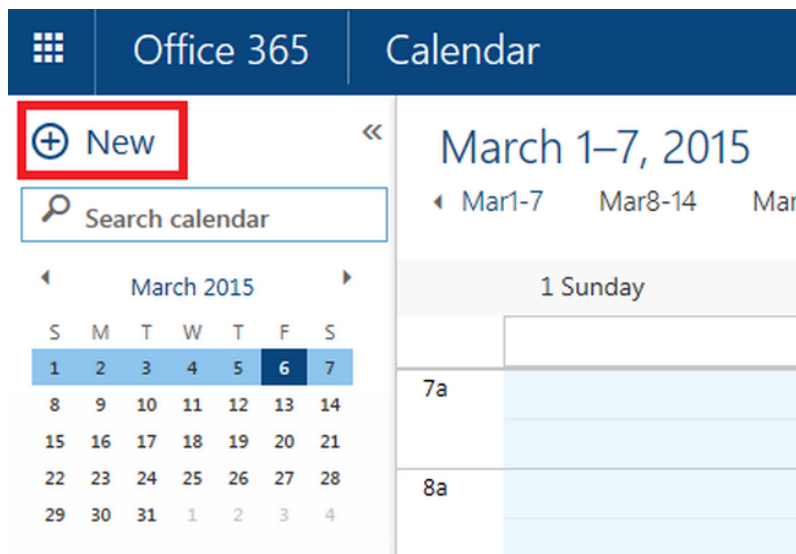 Office 365 Calendar
New «
Search calendar
March 2015
S M T W T F S
1 2 3 4 5 6 7
8 9 10 11 12 13 14
15 16 17 18 19 20 21
22 23 24 25 26 27 28
29 30 31 1 2 3 4
March 1–7, 2015
Mar1-7 Mar8-14 Mar
1 Sunday
7a
8a